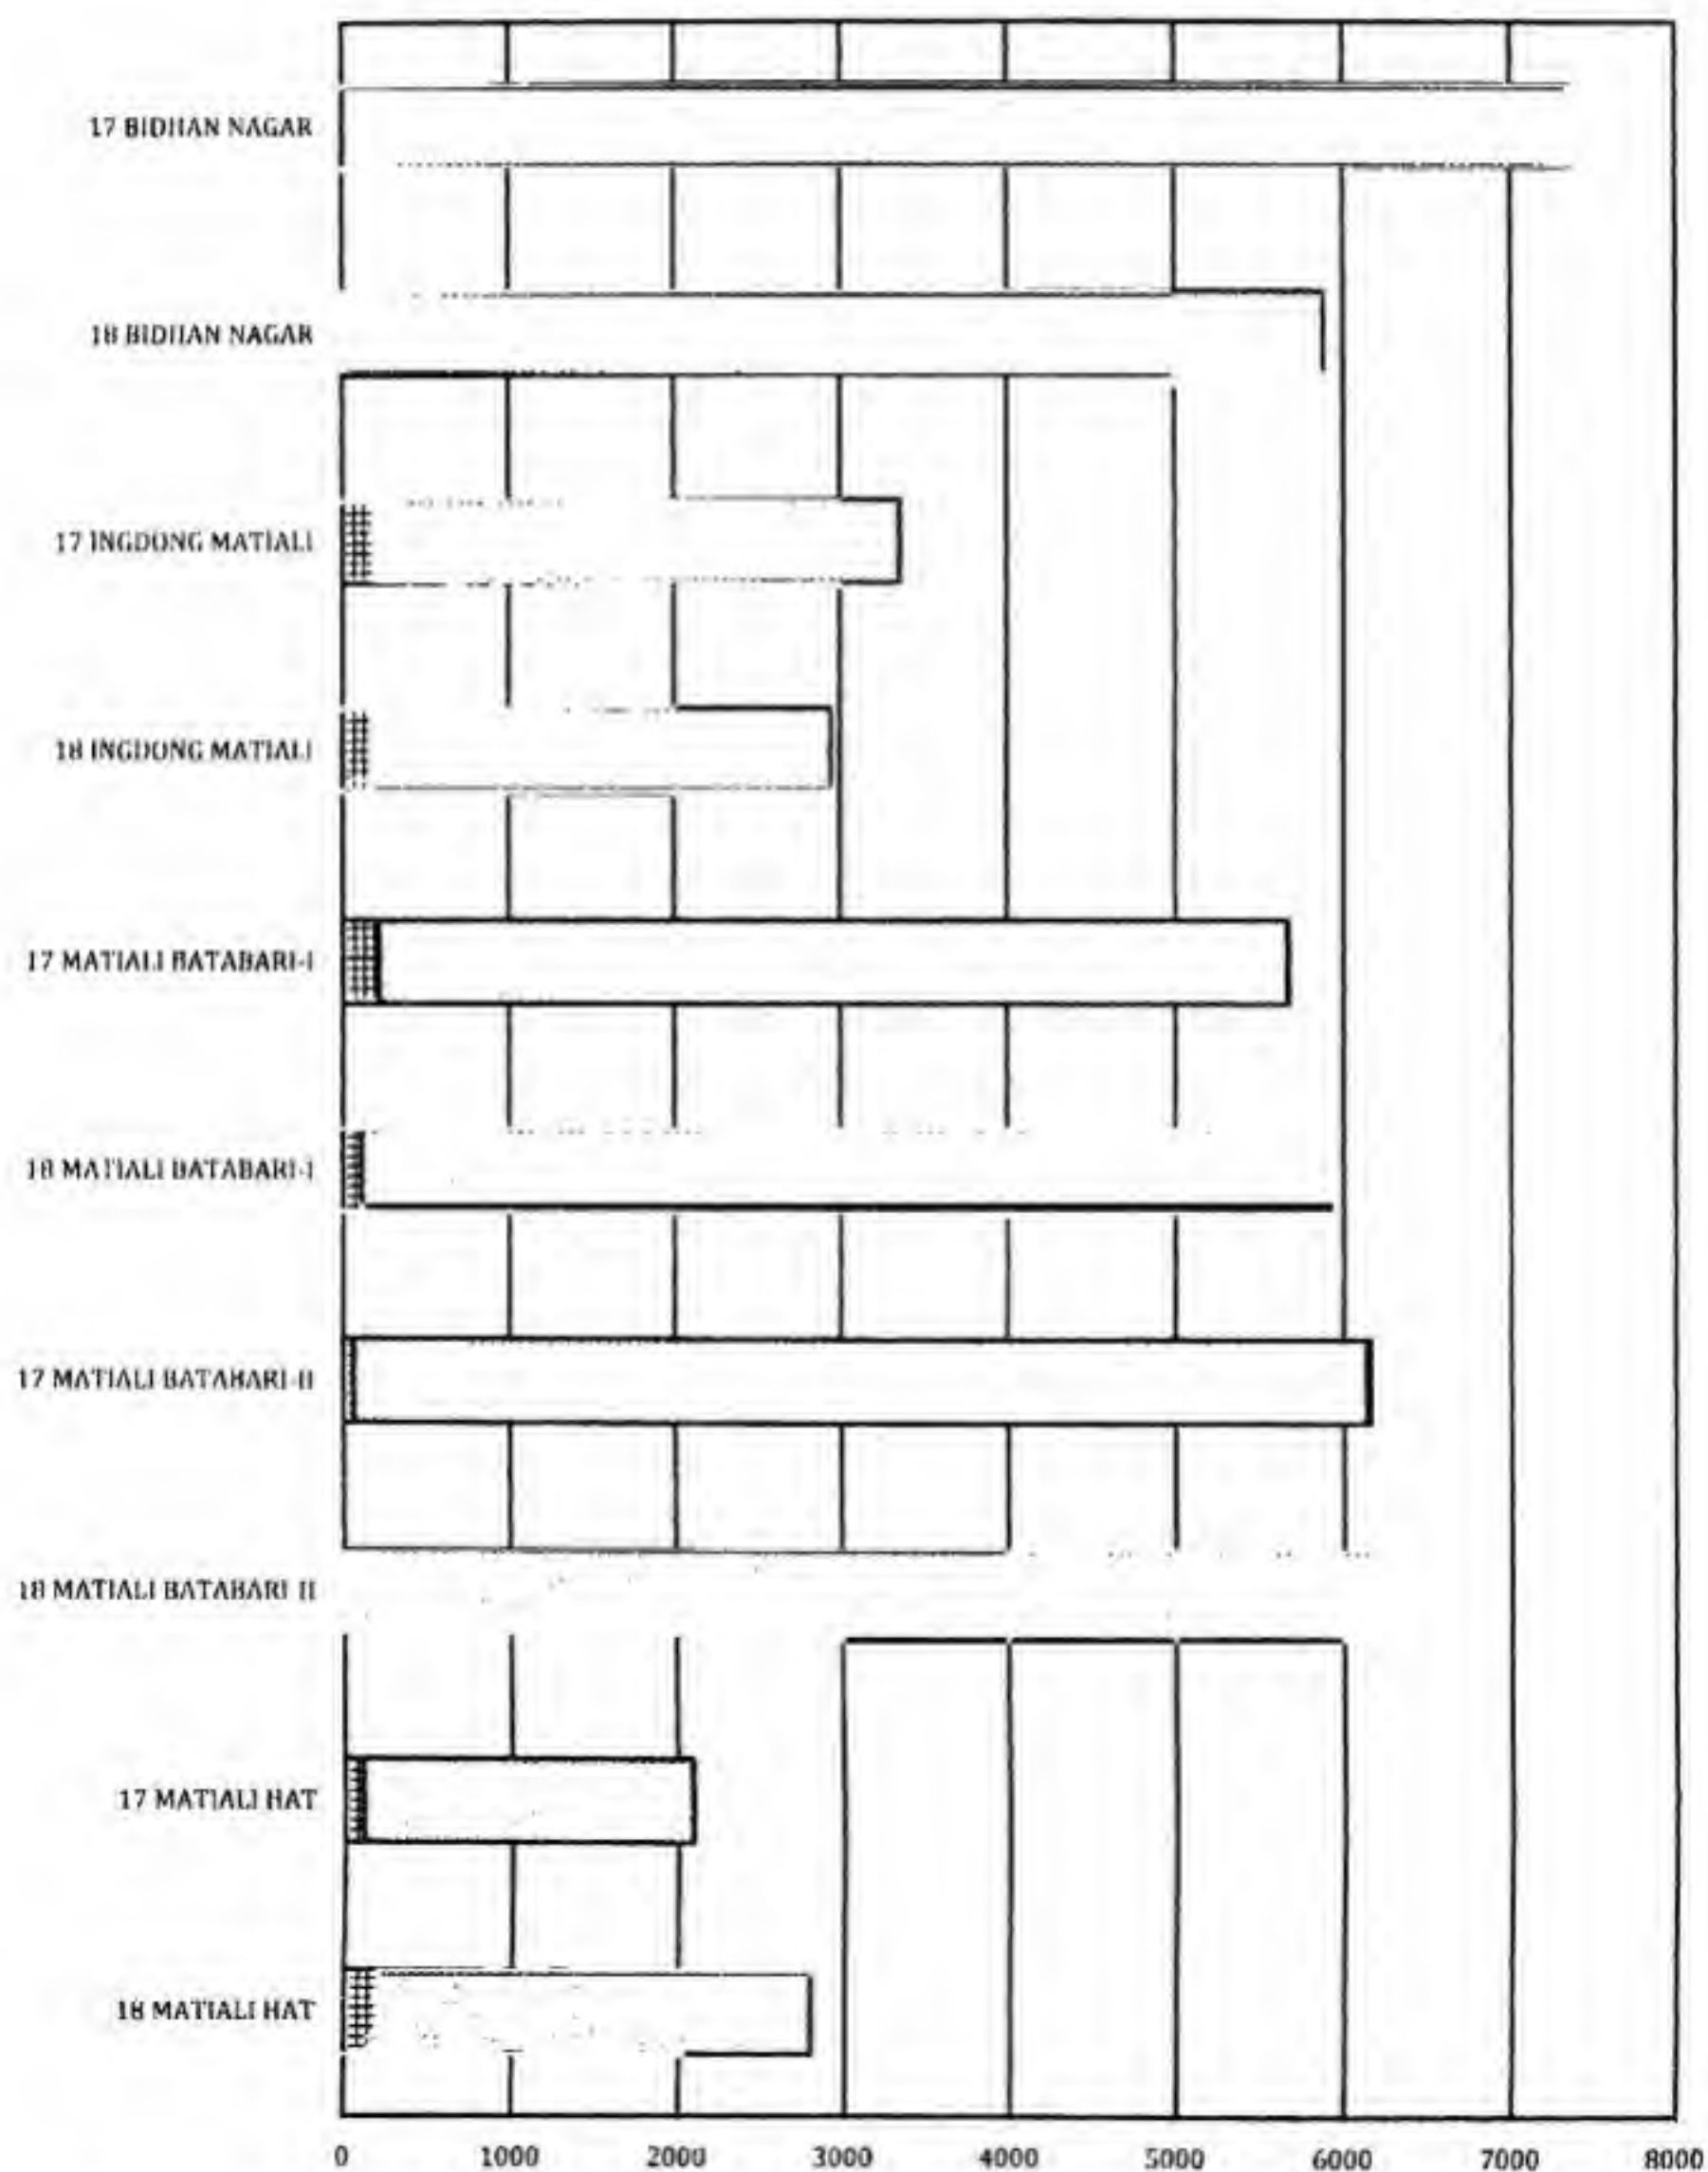 17 BIDHAN NAGAR
18 BIDHAN NAGAR
17 INGDONG MATIALI
18 INGDONG MATIALI
17 MATIALI BATABARI-I
18 MATIALI BATABARI-I
17 MATIALI BATABARI-II
18 MATIALI BATABARI II
17 MATIALI HAT
18 MATIALI HAT
0 1000 2000 3000 4000 5000 6000 7000 8000